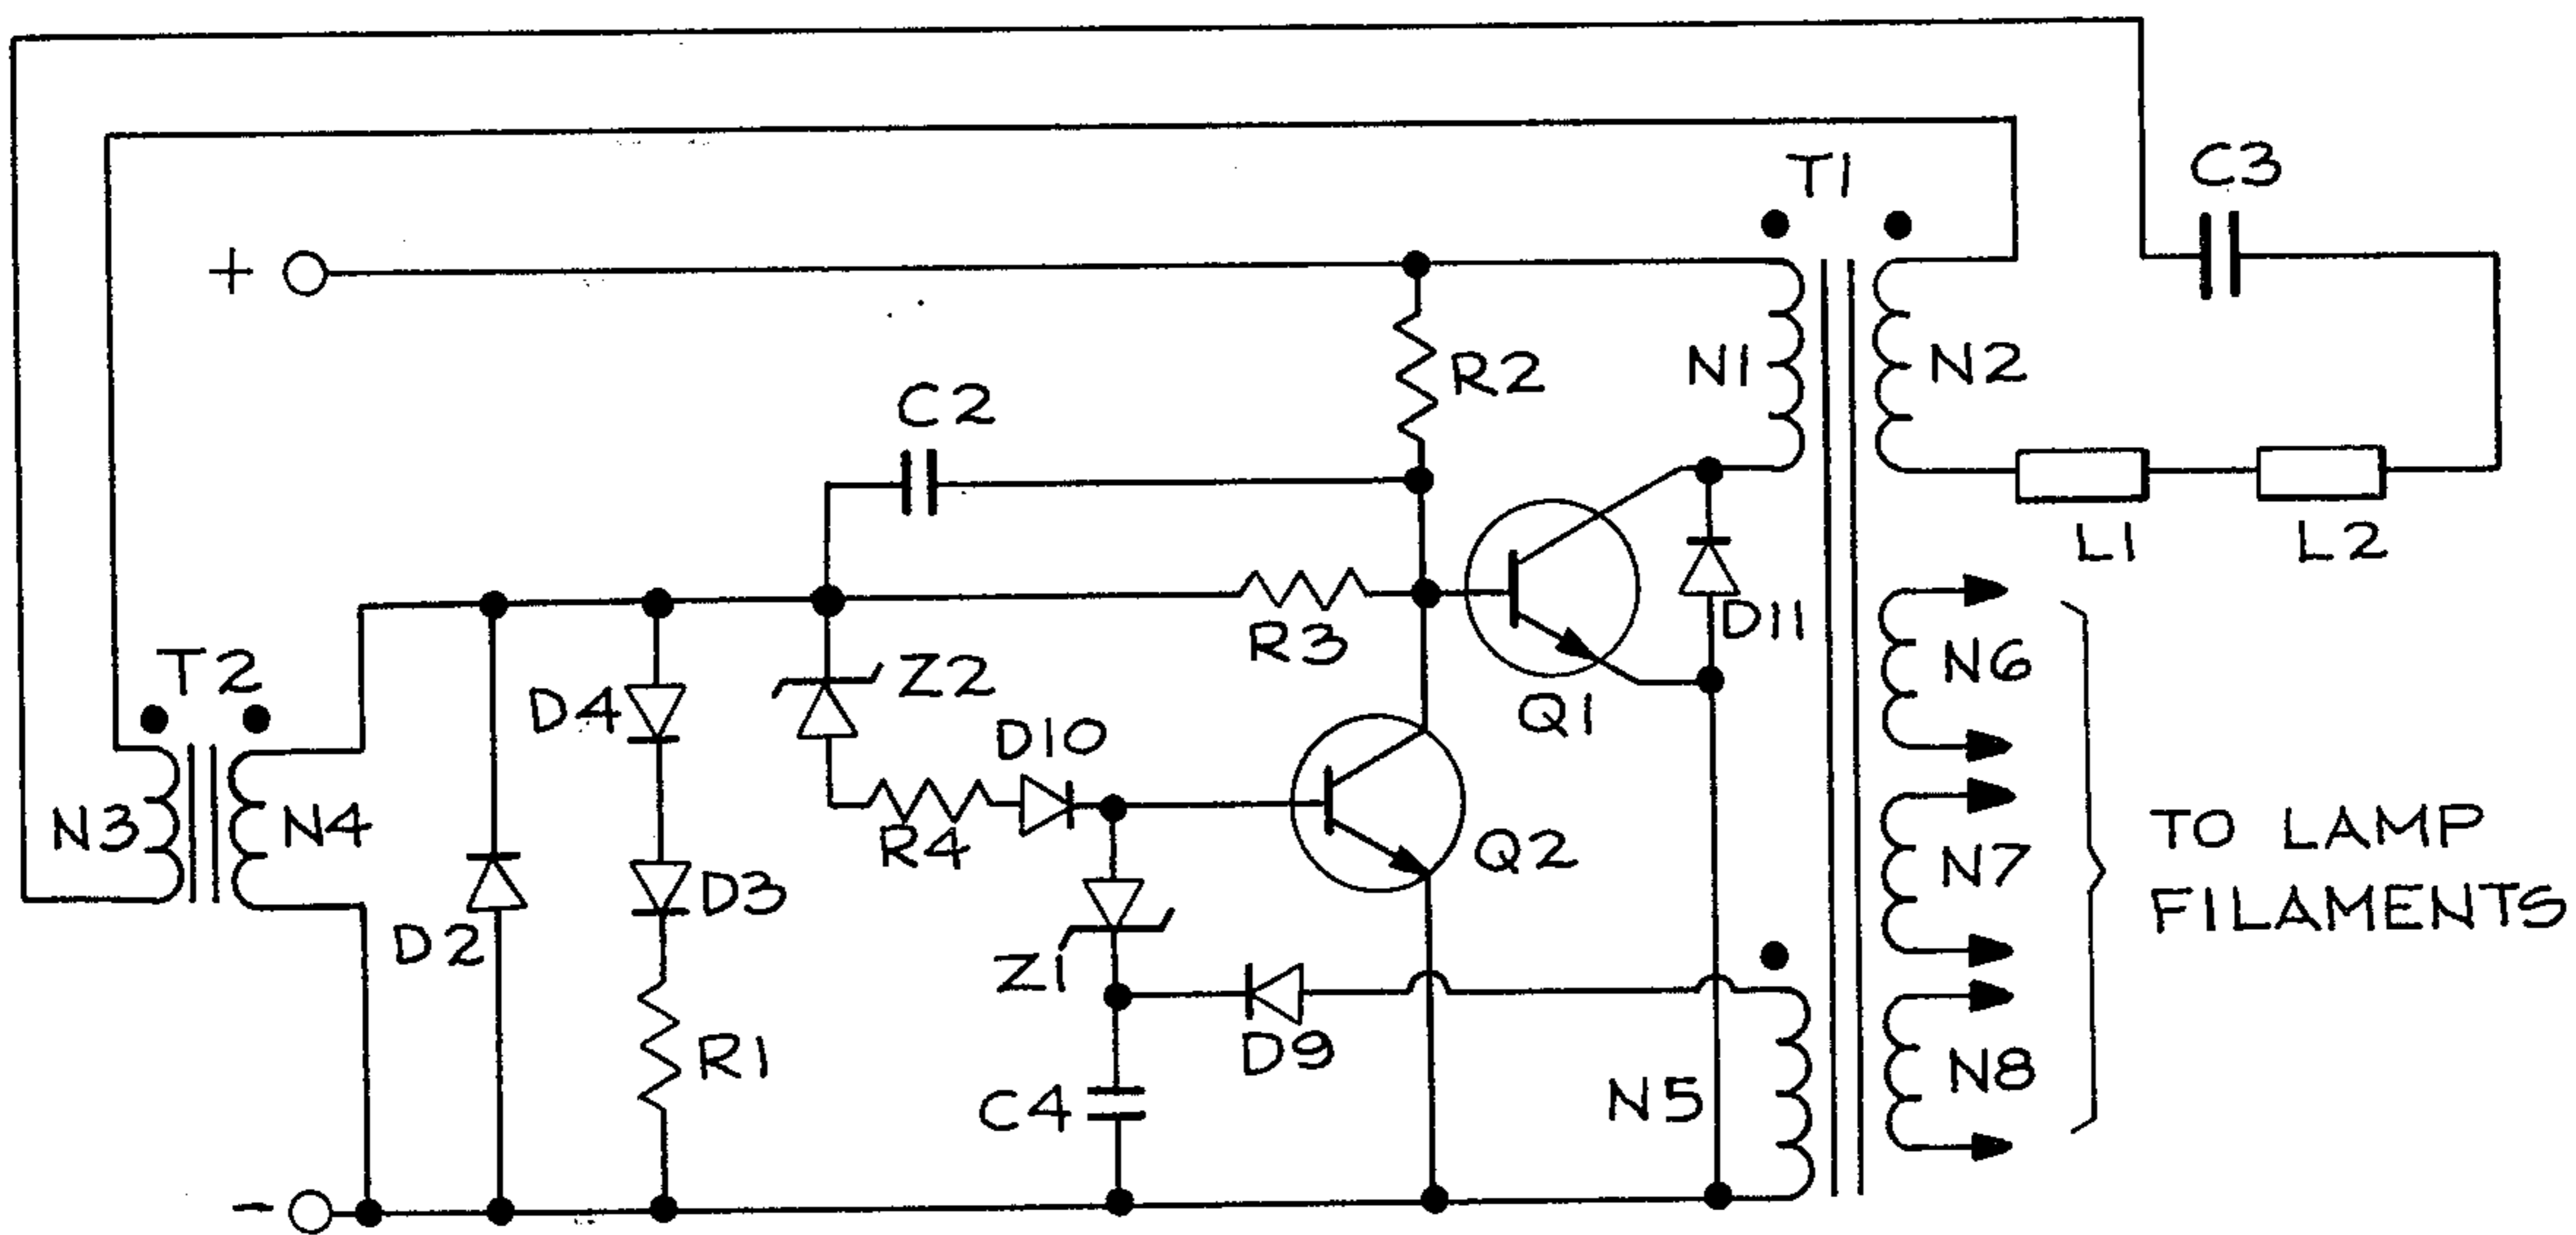 T1
C3
+
N1
N2
R2
C2
L1
L2
R3
D11
N6
T2
D4
Z2
Q1
D10
N3
N4
R4
Q2
N7
TO LAMP
FILAMENTS
D3
D2
Z1
D9
R1
C4
N5
N8
-